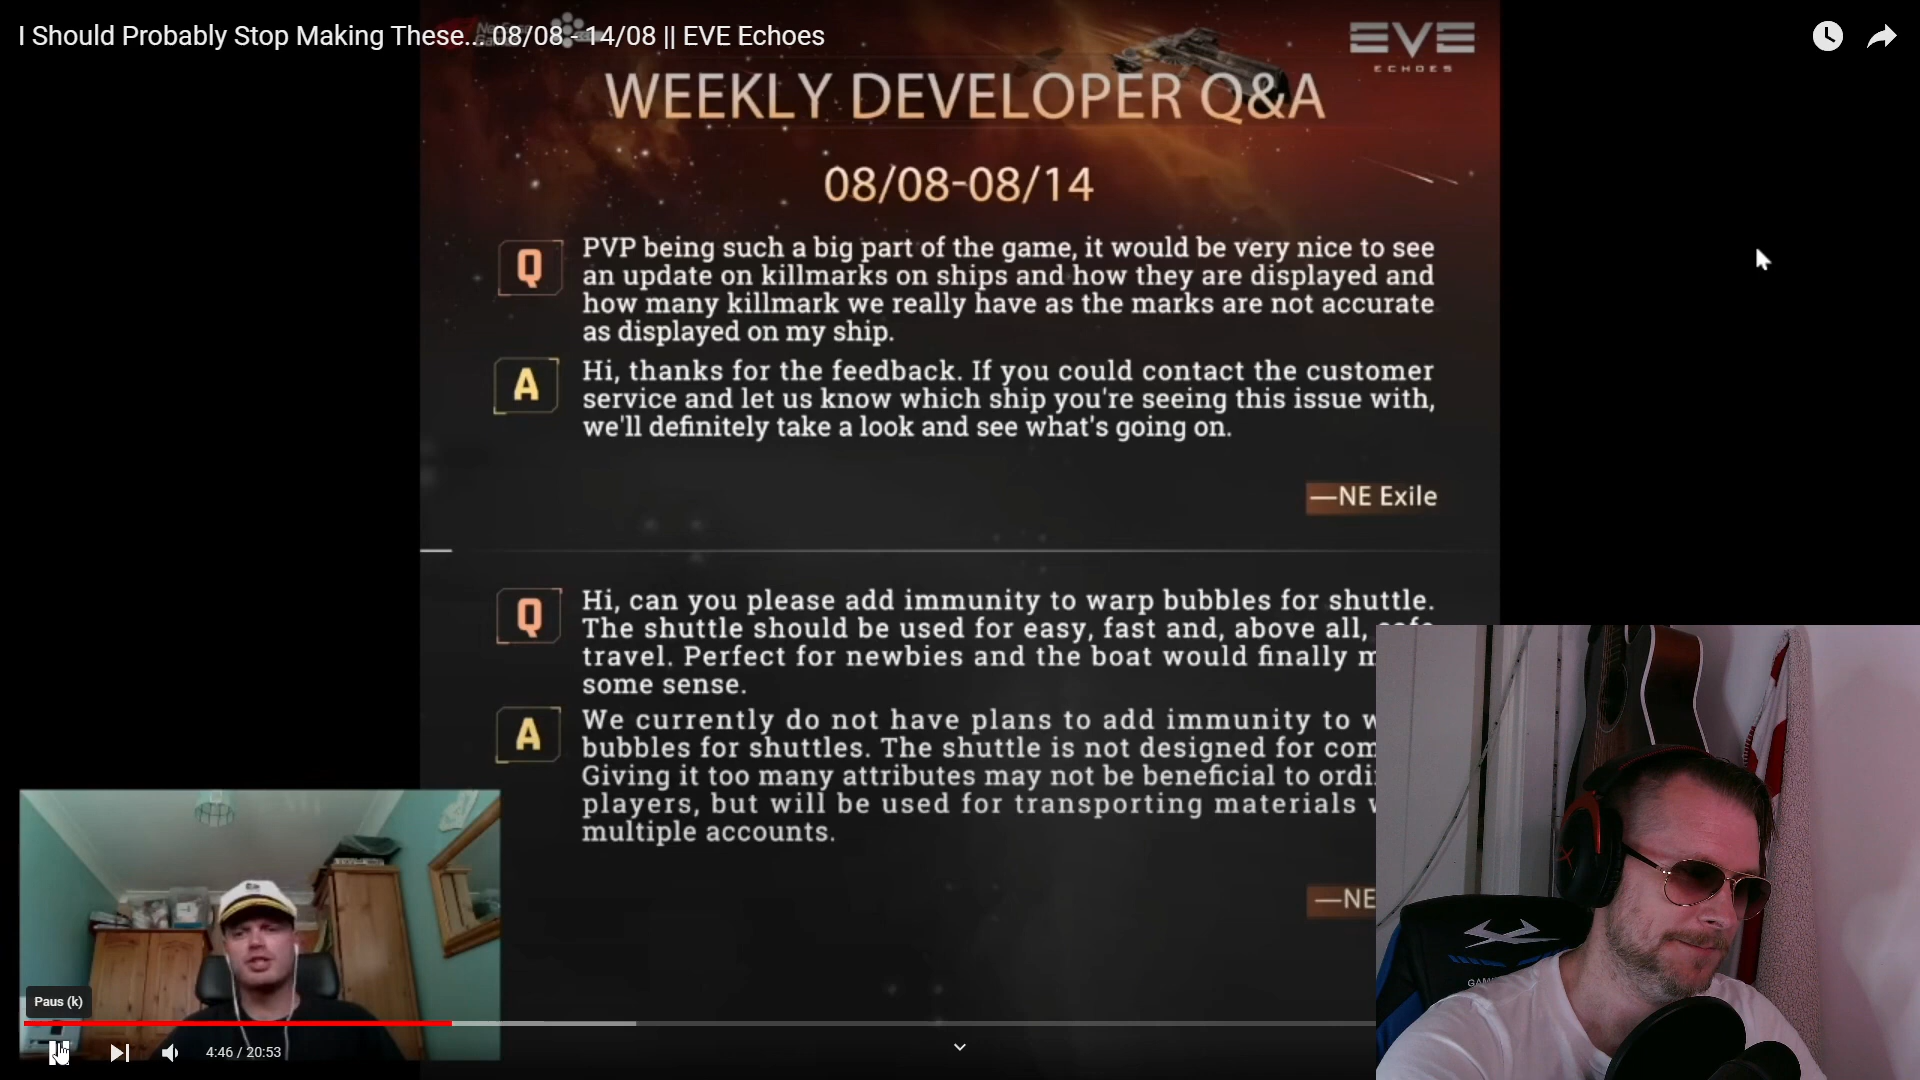 I Should Probably Stop Making These... 08/08 - 14/08 || EVE Echoes
EVE
ECHOES
WEEKLY DEVELOPER Q&A
08/08-08/14
Q
PVP being such a big part of the game, it would be very nice to see
an update on killmarks on ships and how they are displayed and
how many killmark we really have as the marks are not accurate
as displayed on my ship.
A
Hi, thanks for the feedback. If you could contact the customer
service and let us know which ship you're seeing this issue with,
we'll definitely take a look and see what's going on.
—NE Exile
Q
Hi, can you please add immunity to warp bubbles for shuttle.
The shuttle should be used for easy, fast and, above all,
travel. Perfect for newbies and the boat would finally
some sense.
A
We currently do not have plans to add immunity to
bubbles for shuttles. The shuttle is not designed for
Giving it too many attributes may not be beneficial to
players, but will be used for transporting materials
multiple accounts.
—NE
Paus (k)
4:46 / 20:53